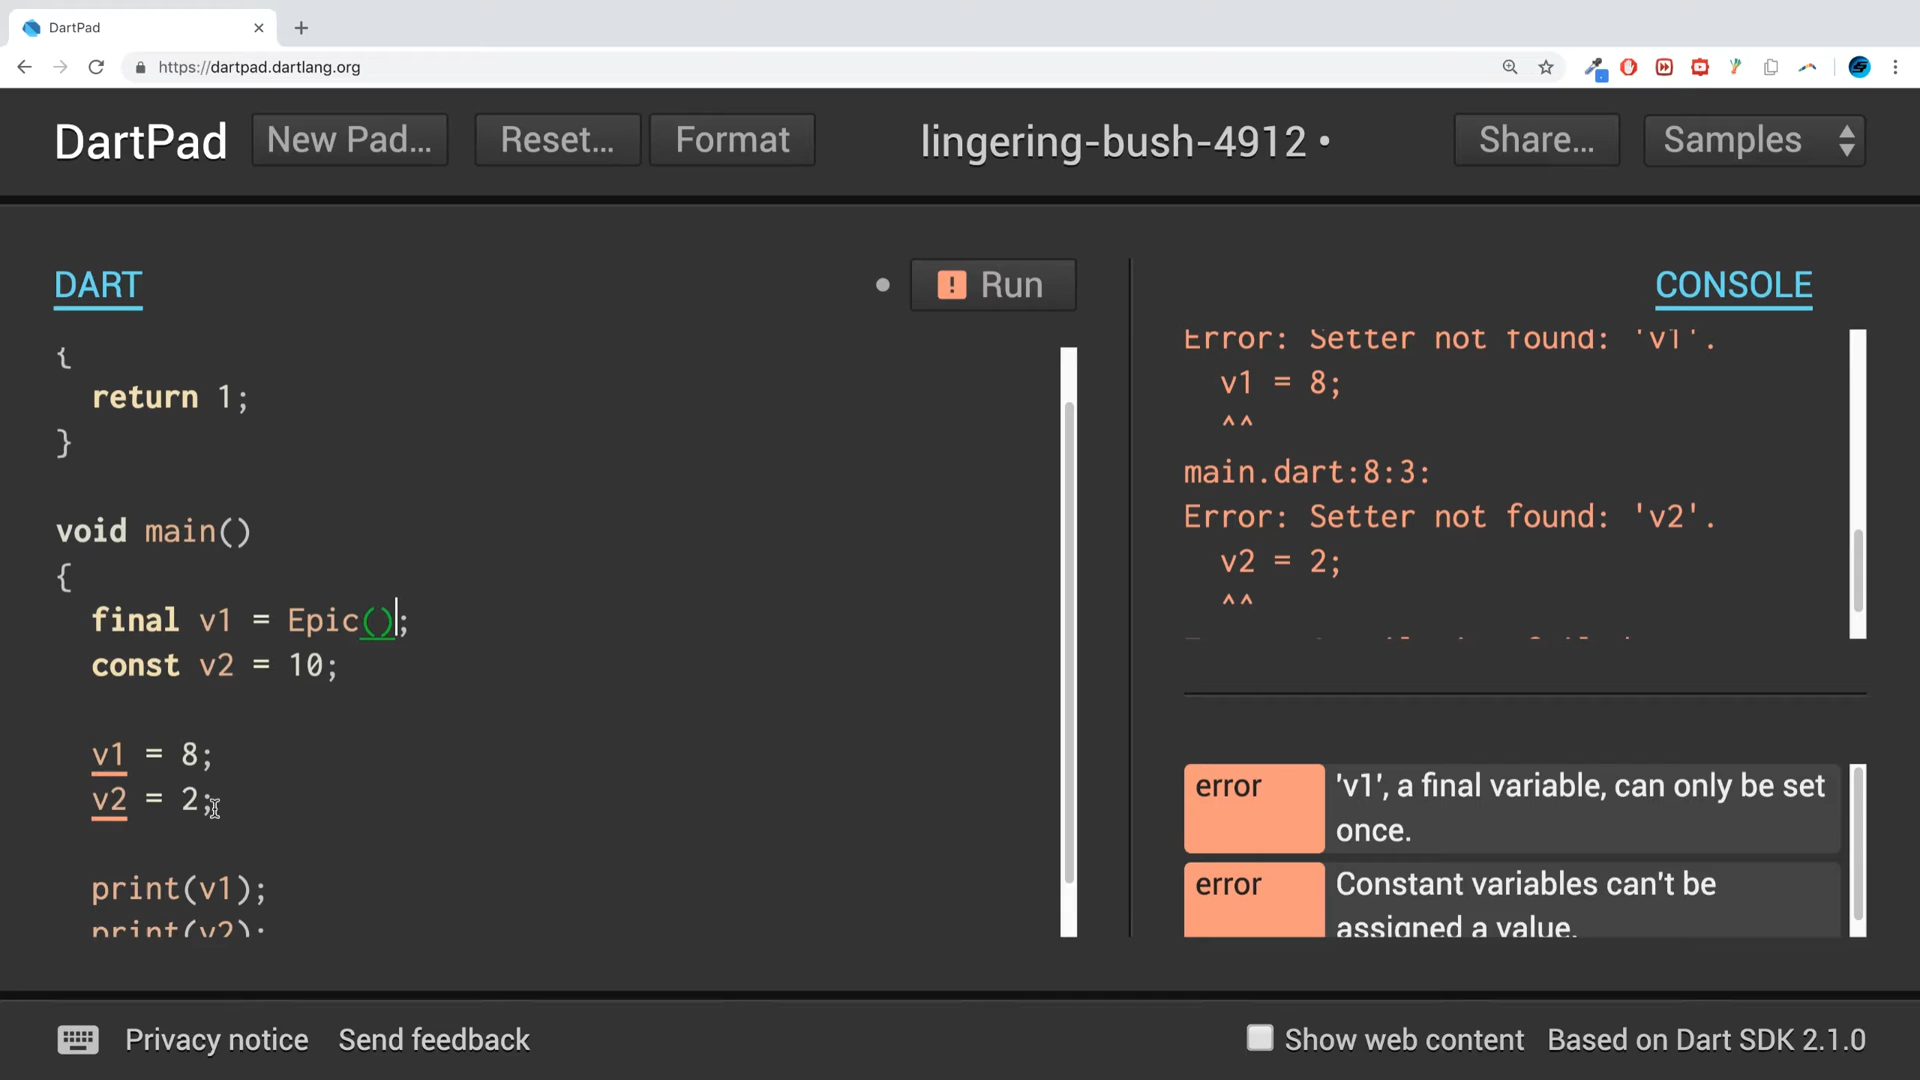 DartPad
https://dartpad.dartlang.org
DartPad
New Pad...
Reset...
Format
lingering-bush-4912 •
Share...
Samples
DART
! Run
CONSOLE
{
return 1;
}
void main()
{
final v1 = Epic();
const v2 = 10;
v1 = 8;
v2 = 2;
print(v1);
print(v2);
Error: Setter not found: 'v1'.
v1 = 8;
^^
main.dart:8:3:
Error: Setter not found: 'v2'.
v2 = 2;
^^
error 'v1', a final variable, can only be set
once.
error Constant variables can't be
assigned a value.
Privacy notice
Send feedback
Show web content
Based on Dart SDK 2.1.0